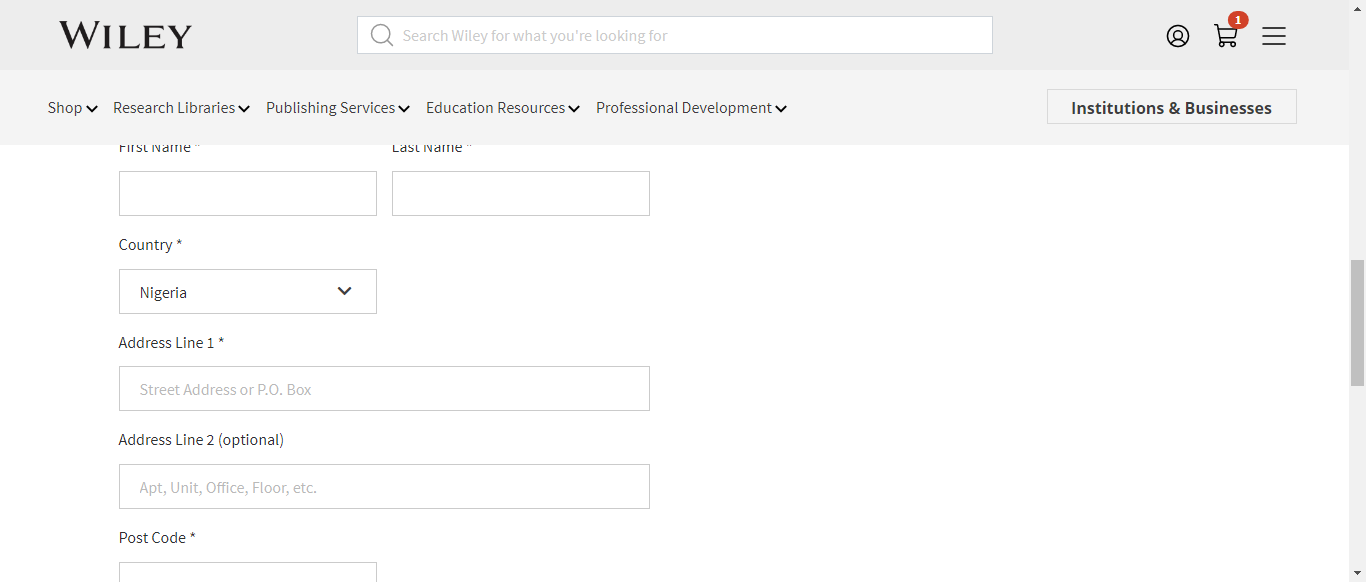 WILEY
Search Wiley for what you're looking for
1
Shop Research Libraries Publishing Services Education Resources Professional Development Institutions & Businesses
First Name * Last Name *
Country *
Nigeria
Address Line 1 *
Street Address or P.O. Box
Address Line 2 (optional)
Apt, Unit, Office, Floor, etc.
Post Code *